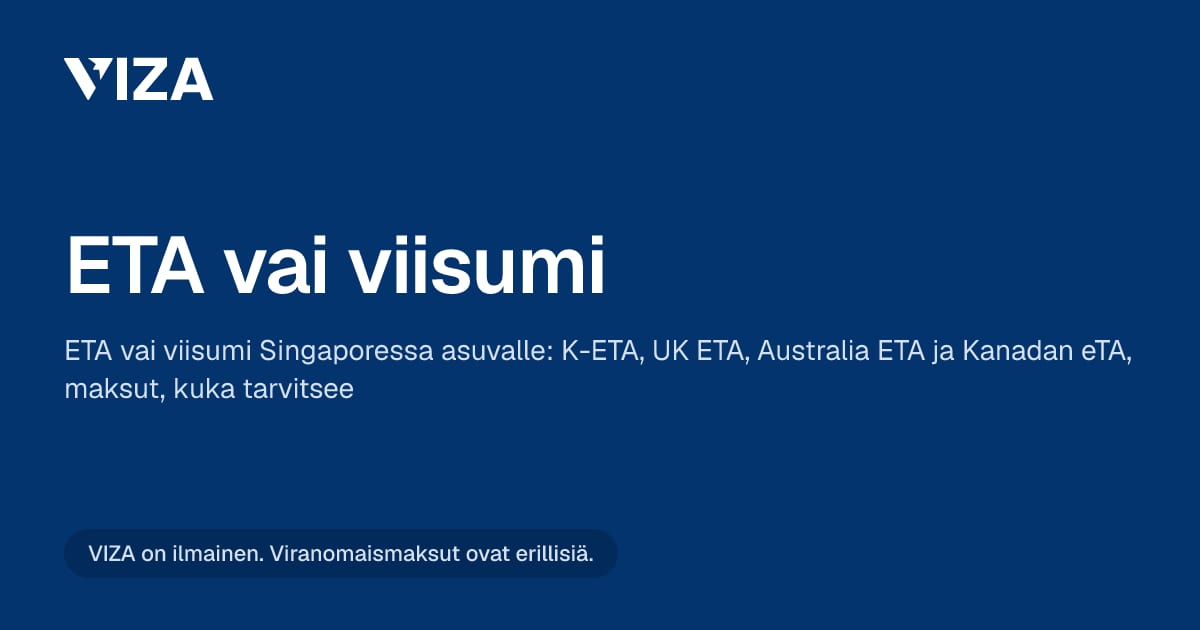 VIZA
ETA vai viisumi
ETA vai viisumi Singaporessa asuvalle: K-ETA, UK ETA, Australia ETA ja Kanadan eTA,
maksut, kuka tarvitsee
VIZA on ilmainen. Viranomaismaksut ovat erillisiä.